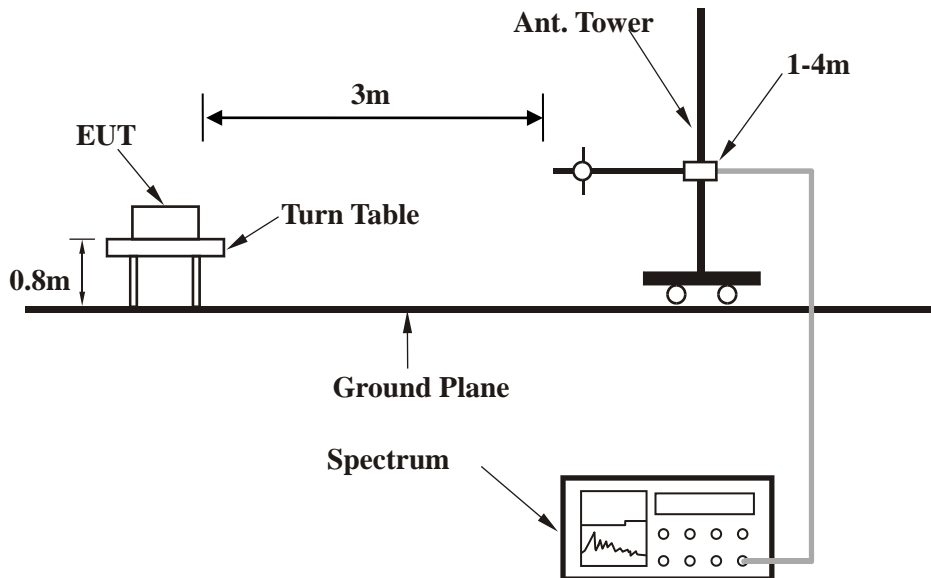 Ant. Tower
1-4m
3m
EUT
Turn Table
0.8m
Ground Plane
Spectrum